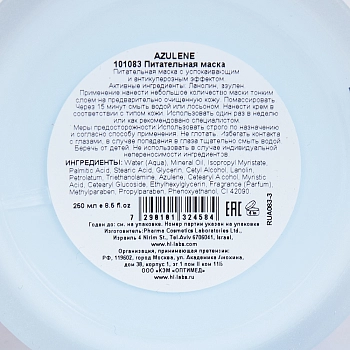 AZULENE
101083 Питательная маска
Питательная маска с успокаивающим и
антикуперозным эффектом
Активные ингредиенты: Ланолин, азулен.
Применение нанести небольшое количество маски тонким
слоем на предварительно очищенную кожу. Помассировать.
Через 15 минут смыть водой или лосьоном. Нанести крем в
соответствии с типом кожи. Использовать один раз в неделю
или как рекомендовано специалистом.
Меры предосторожности: Использовать строго по назначению
и согласно применению. Не глотать. Избегать контакта
с глазами, в случае попадания в глаза тщательно смыть водой.
Беречь от детей. Не использовать в случае индивидуальной
непереносимости ингредиентов
ИНГРЕДИЕНТЫ: Water (Aqua), Mineral Oil, Isopropyl Myristate,
Palmitic Acid, Stearic Acid, Glycerin, Cetyl Alcohol, Lanolin,
Petrolatum, Triethanolamine, Azulene, Cetearyl Alcohol, Myristic Acid,
Cetearyl Glucoside, Ethylhexylglycerin, Fragrance (Parfum),
Methylparaben, Propylparaben, Phenoxyethanol, CI 42090
250 мл e 8.5 fl.oz
7 298181 324584
RUA083-3
Годен до: см. на упаковке. Номер партии указан на упаковке
Изготовитель: Pharma Cosmetics Laboratories Ltd.,
Израиль 4 Nirim St., Tel.Aviv 6706041, Israel,
www.hl-labs.com
Организация, принимающая претензии:
РФ, 119602, город Москва, ул. Академика Анохина,
дом 38, корпус 1, эт 1 пом II ком 11Б
ООО «КЭМ «ОПТИМЕД»
www.hl-labs.ru